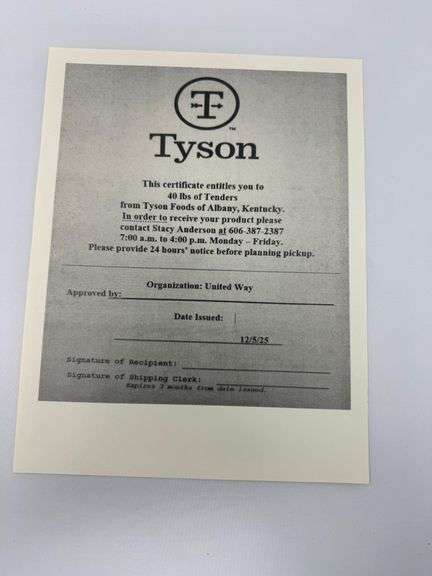 T
TM
Tyson
This certificate entitles you to
40 lbs of Tenders
from Tyson Foods of Albany, Kentucky.
In order to receive your product please
contact Stacy Anderson at 606-387-2387
7:00 a.m. to 4:00 p.m. Monday – Friday.
Please provide 24 hours' notice before planning pickup.
Organization: United Way
Approved by:
Date Issued:
12/5/25
Signature of Recipient:
Signature of Shipping Clerk:
Expires 3 months from date issued.